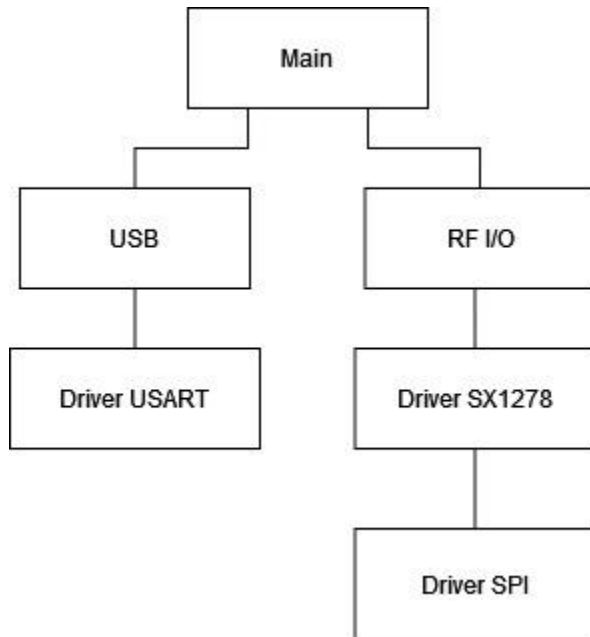 Main
USB
RF I/O
Driver USART
Driver SX1278
Driver SPI